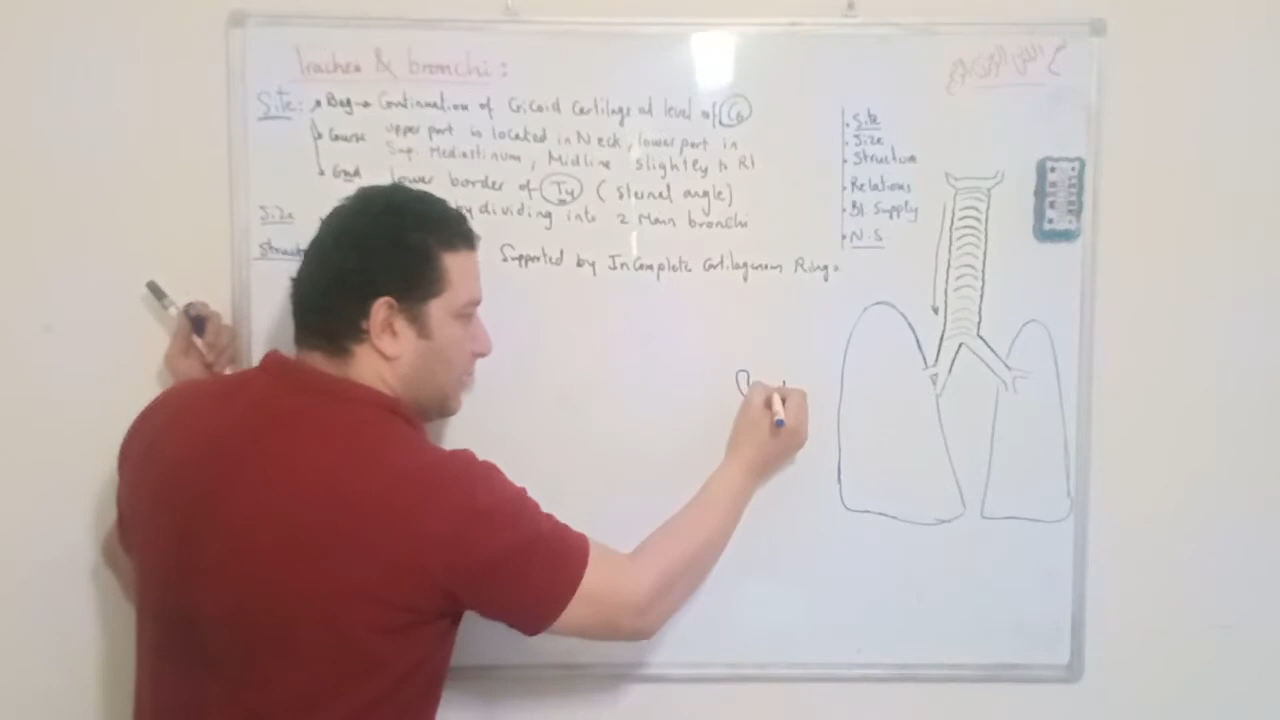 Trachea & bronchi:
Site: Beg → Continuation of Cricoid Cartilage at level of C6
Course upper part is located in Neck, lower part in
Sup. Mediastinum, Midline slightly to Rt
End lower border of T4 (sternal angle)
by dividing into 2 Main bronchi
Size
Struct
Supported by InComplete Cartilagenous Rings
. Site
. Size
. Structure
. Relations
. Bl. Supply
. N.S